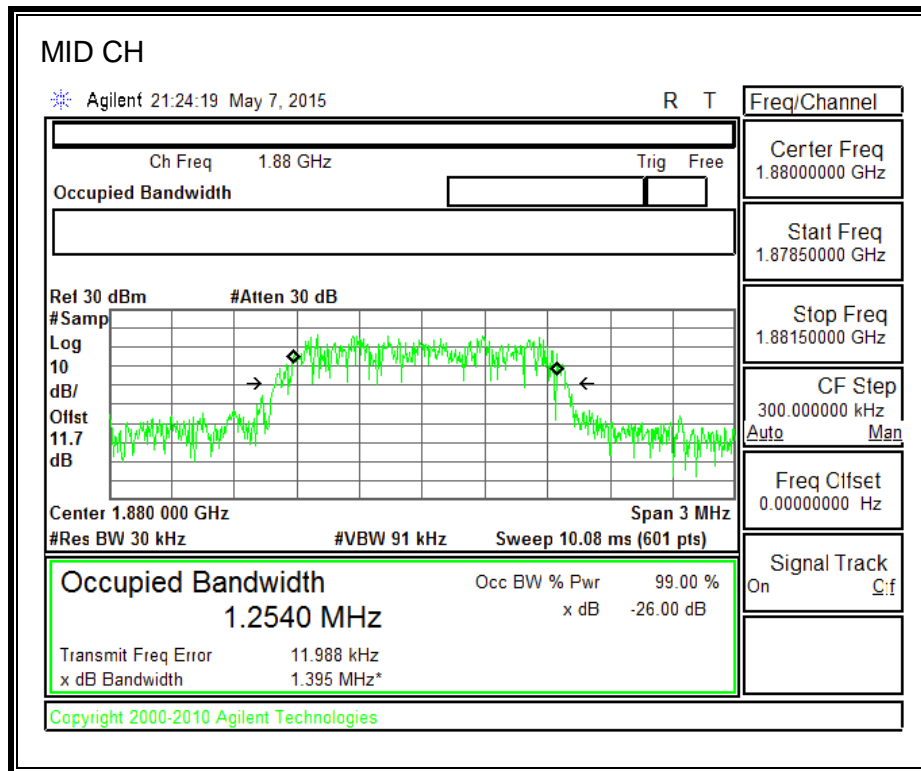 MID CH
Agilent 21:24:19 May 7, 2015 R T
Freq/Channel
Ch Freq 1.88 GHz Trig Free
Occupied Bandwidth
Center Freq
1.88000000 GHz
Start Freq
1.87850000 GHz
Stop Freq
1.88150000 GHz
CF Step
300.000000 kHz
Auto Man
Freq Offset
0.00000000 Hz
Signal Track
On Off
Ref 30 dBm #Atten 30 dB
#Samp
Log
10
dB/
Offst
11.7
dB
Center 1.880 000 GHz Span 3 MHz
#Res BW 30 kHz #VBW 91 kHz Sweep 10.08 ms (601 pts)
Occupied Bandwidth Occ BW % Pwr 99.00 %
1.2540 MHz x dB -26.00 dB
Transmit Freq Error 11.988 kHz
x dB Bandwidth 1.395 MHz*
Copyright 2000-2010 Agilent Technologies